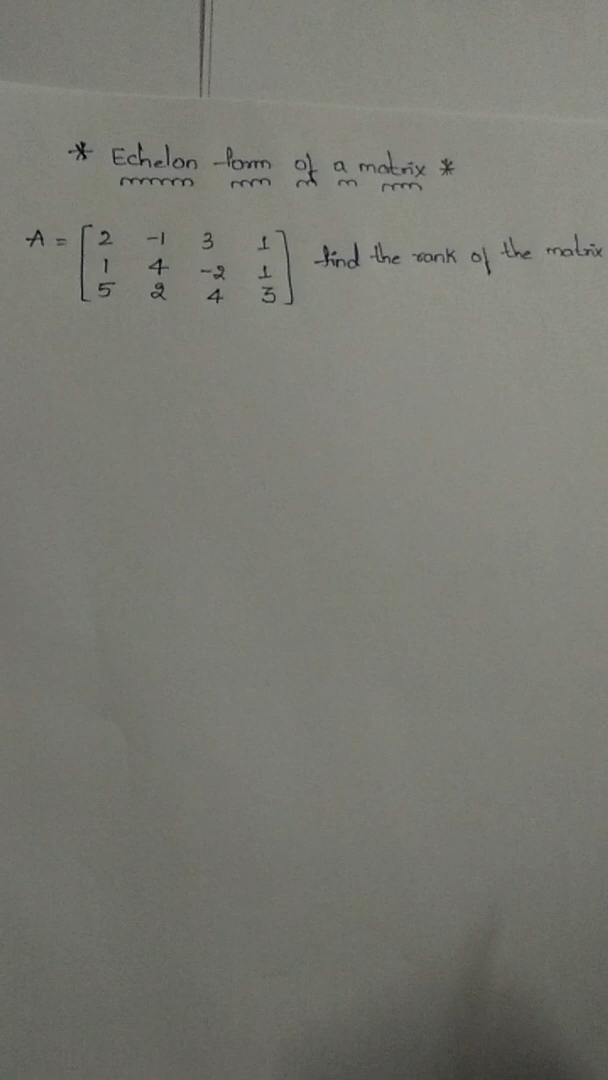 * Echelon form of a matrix *
A = [ 2 -1 3 1 ] find the rank of the matrix
1 4 -2 1
5 2 4 3